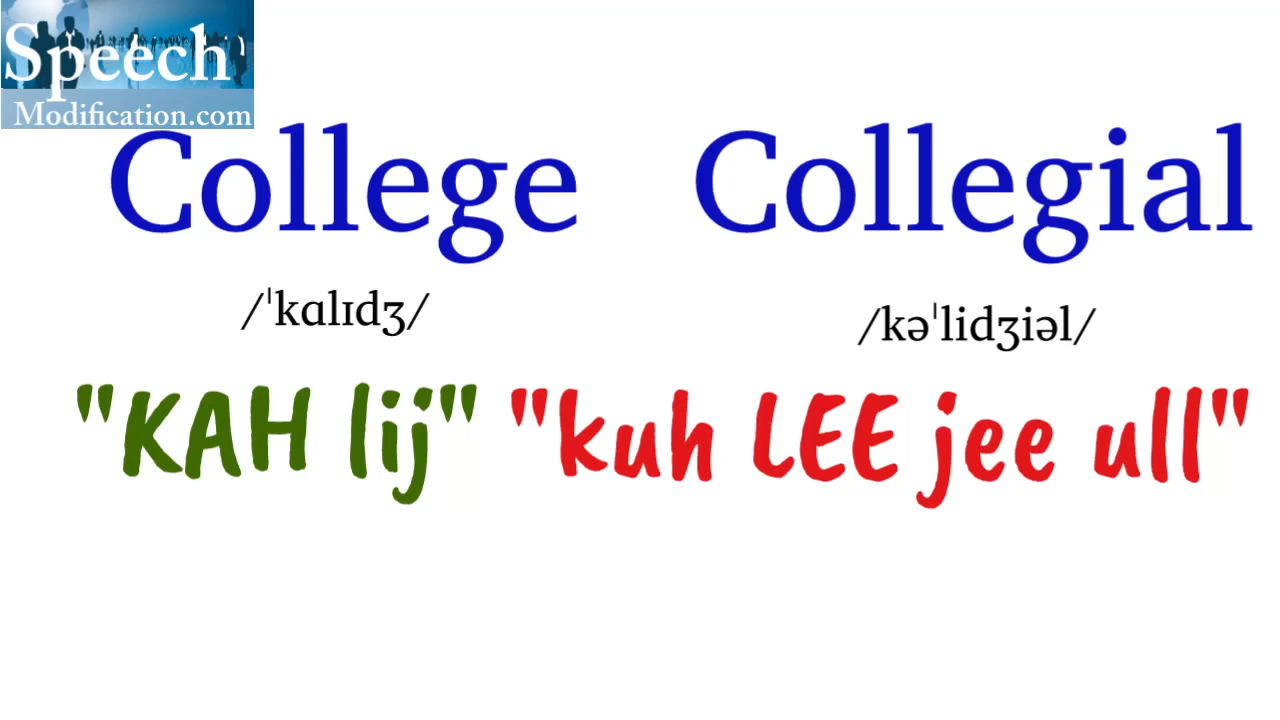 Speech
Modification.com
College Collegial
/ˈkɑlɪdʒ/ /kəˈlidʒiəl/
"KAH lij" "kuh LEE jee ull"